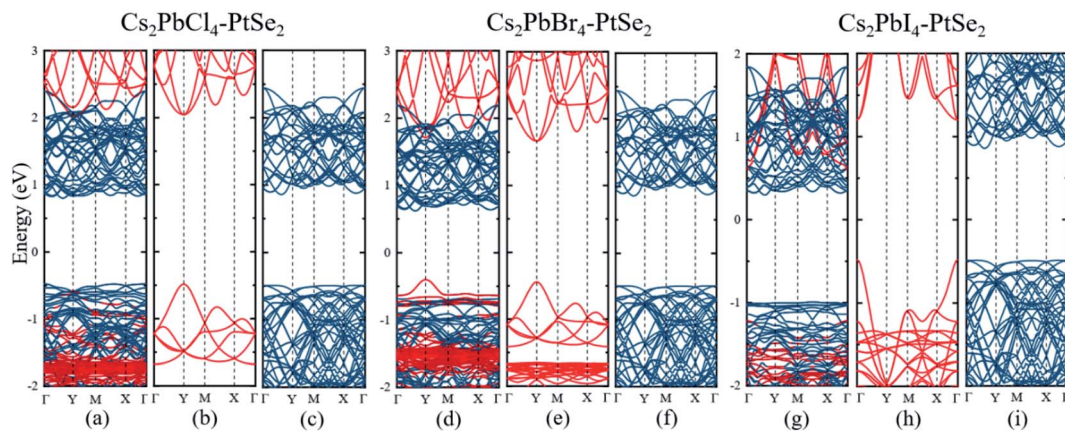 Cs₂PbCl₄-PtSe₂ Cs₂PbBr₄-PtSe₂ Cs₂PbI₄-PtSe₂
Energy (eV)
3 2 1 0 -1 -2
3 2 1 0 -1 -2
2 1 0 -1 -2
Γ Y M X Γ Γ Y M X Γ Γ Y M X Γ Γ Y M X Γ Γ Y M X Γ Γ Y M X Γ Γ Y M X Γ Γ Y M X Γ Γ Y M X Γ
(a) (b) (c) (d) (e) (f) (g) (h) (i)